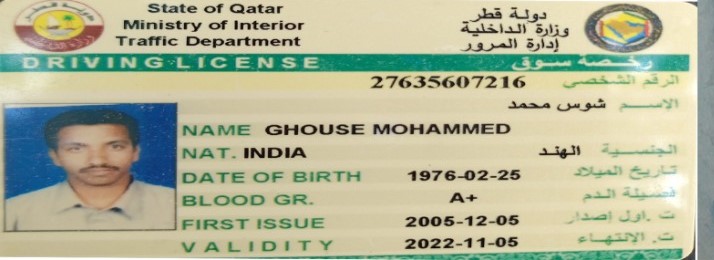 State of Qatar
Ministry of Interior
Traffic Department
دولة قطر
وزارة الداخلية
إدارة المرور
DRIVING LICENSE رخصة سوق
27635607216 الرقم الشخصي
الاسم شوس محمد
NAME GHOUSE MOHAMMED
NAT. INDIA الهند الجنسية
DATE OF BIRTH 1976-02-25 تاريخ الميلاد
BLOOD GR. A+ فصيلة الدم
FIRST ISSUE 2005-12-05 ت .اول إصدار
VALIDITY 2022-11-05 ت. الإنتهاء